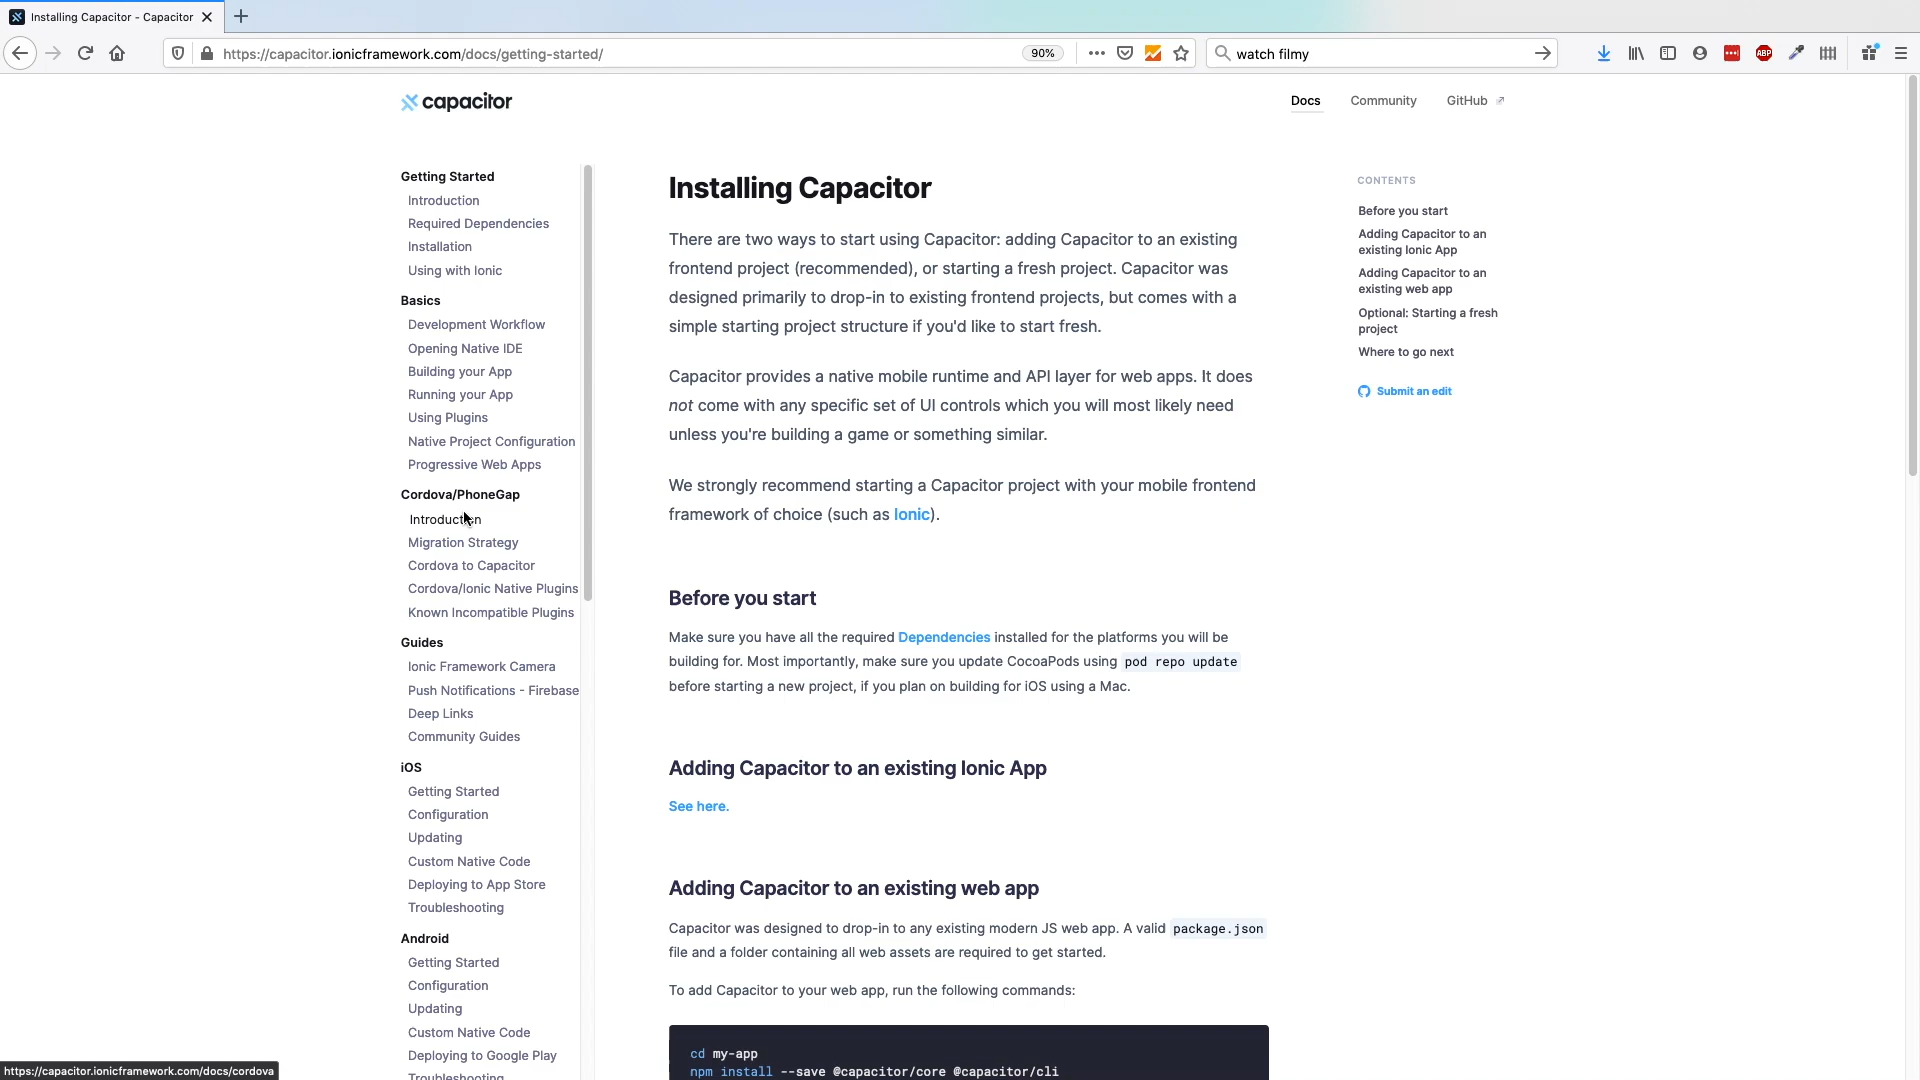 Installing Capacitor - Capacitor
https://capacitor.ionicframework.com/docs/getting-started/
90%
watch filmy
ABP
capacitor
Docs
Community
GitHub
Getting Started
Introduction
Required Dependencies
Installation
Using with Ionic
Basics
Development Workflow
Opening Native IDE
Building your App
Running your App
Using Plugins
Native Project Configuration
Progressive Web Apps
Cordova/PhoneGap
Introduction
Migration Strategy
Cordova to Capacitor
Cordova/Ionic Native Plugins
Known Incompatible Plugins
Guides
Ionic Framework Camera
Push Notifications - Firebase
Deep Links
Community Guides
iOS
Getting Started
Configuration
Updating
Custom Native Code
Deploying to App Store
Troubleshooting
Android
Getting Started
Configuration
Updating
Custom Native Code
Deploying to Google Play
Troubleshooting
Installing Capacitor
There are two ways to start using Capacitor: adding Capacitor to an existing
frontend project (recommended), or starting a fresh project. Capacitor was
designed primarily to drop-in to existing frontend projects, but comes with a
simple starting project structure if you'd like to start fresh.
Capacitor provides a native mobile runtime and API layer for web apps. It does
not come with any specific set of UI controls which you will most likely need
unless you're building a game or something similar.
We strongly recommend starting a Capacitor project with your mobile frontend
framework of choice (such as Ionic).
Before you start
Make sure you have all the required Dependencies installed for the platforms you will be
building for. Most importantly, make sure you update CocoaPods using pod repo update
before starting a new project, if you plan on building for iOS using a Mac.
Adding Capacitor to an existing Ionic App
See here.
Adding Capacitor to an existing web app
Capacitor was designed to drop-in to any existing modern JS web app. A valid package.json
file and a folder containing all web assets are required to get started.
To add Capacitor to your web app, run the following commands:
cd my-app
npm install --save @capacitor/core @capacitor/cli
CONTENTS
Before you start
Adding Capacitor to an
existing Ionic App
Adding Capacitor to an
existing web app
Optional: Starting a fresh
project
Where to go next
Submit an edit
https://capacitor.ionicframework.com/docs/cordova